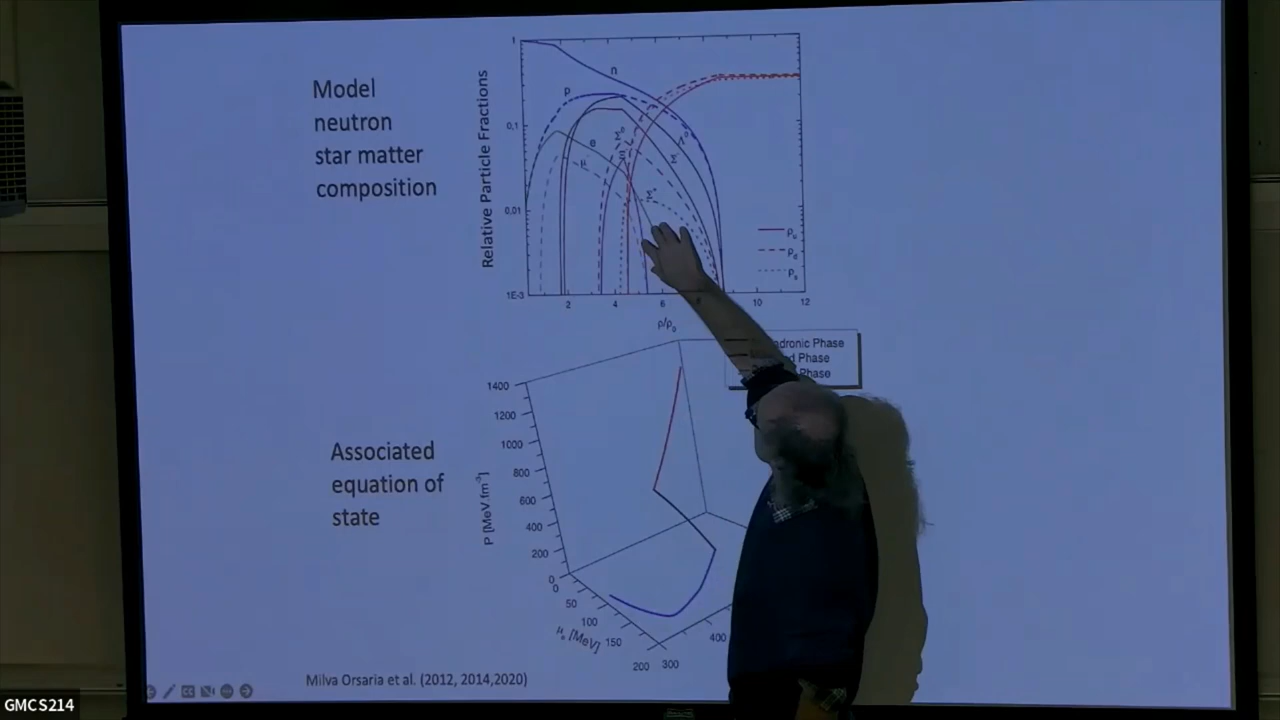 Model
neutron
star matter
composition
Relative Particle Fractions
1
0,1
0,01
1E-3
2
4
6
10
12
ρ/ρ₀
n
p
e
μ
Σ⁺
ρᵤ
ρ_d
ρₛ
Phase
Phase
Phase
Associated
equation of
state
P [MeV.fm⁻³]
1400
1200
1000
800
600
400
200
0
0
50
100
150
200
[MeV]
300
400
Milva Orsaria et al. (2012, 2014,2020)
GMCS214